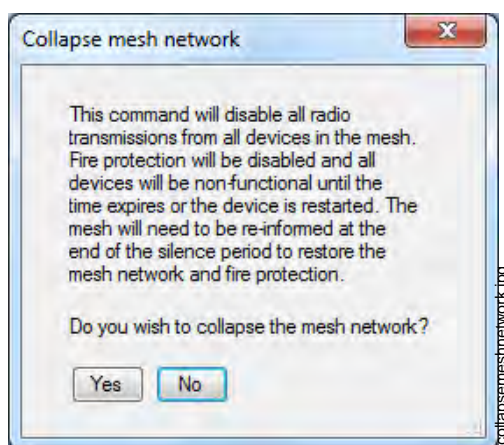 Collapse mesh network
This command will disable all radio
transmissions from all devices in the mesh.
Fire protection will be disabled and all
devices will be non-functional until the
time expires or the device is restarted. The
mesh will need to be re-informed at the
end of the silence period to restore the
mesh network and fire protection.
Do you wish to collapse the mesh network?
Yes No
collapsemeshnetwork.jpg